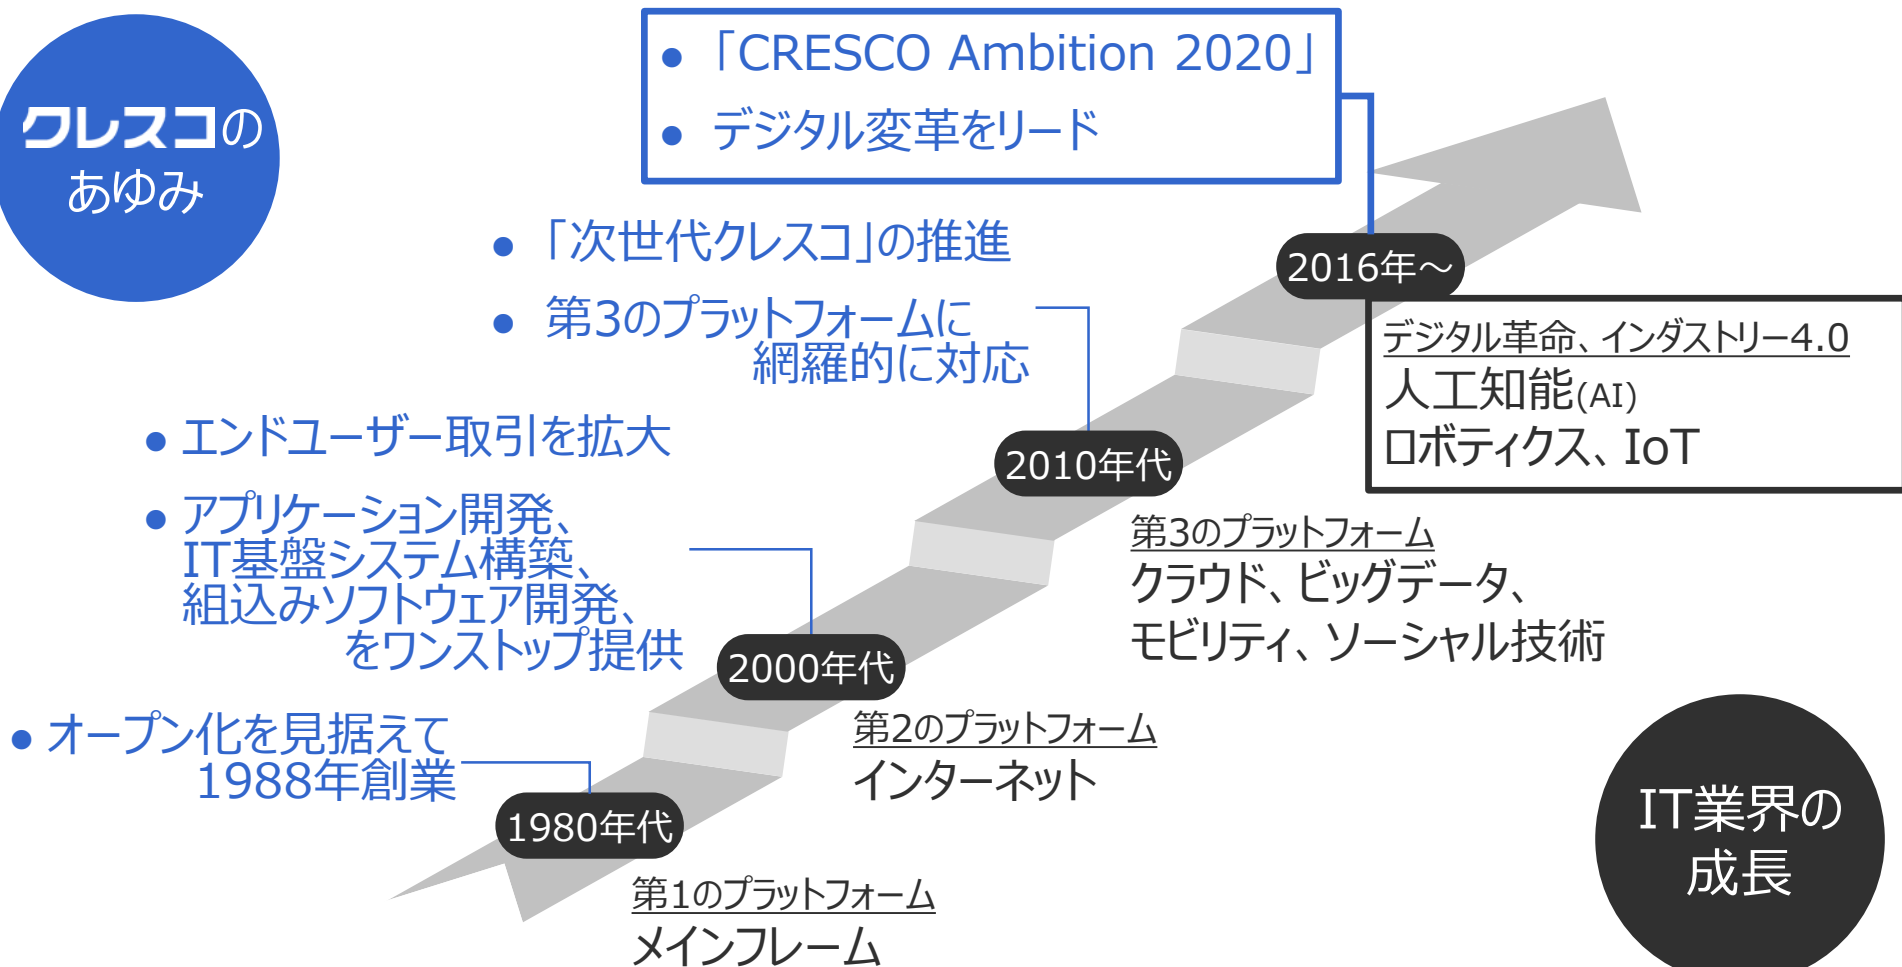 クレスコの
あゆみ
● 「CRESCO Ambition 2020」
● デジタル変革をリード
● 「次世代クレスコ」の推進
● 第3のプラットフォームに
網羅的に対応
● エンドユーザー取引を拡大
● アプリケーション開発、
IT基盤システム構築、
組込みソフトウェア開発、
をワンストップ提供
● オープン化を見据えて
1988年創業
2016年～
デジタル革命、インダストリー4.0
人工知能(AI)
ロボティクス、IoT
2010年代
第3のプラットフォーム
クラウド、ビッグデータ、
モビリティ、ソーシャル技術
2000年代
第2のプラットフォーム
インターネット
1980年代
第1のプラットフォーム
メインフレーム
IT業界の
成長